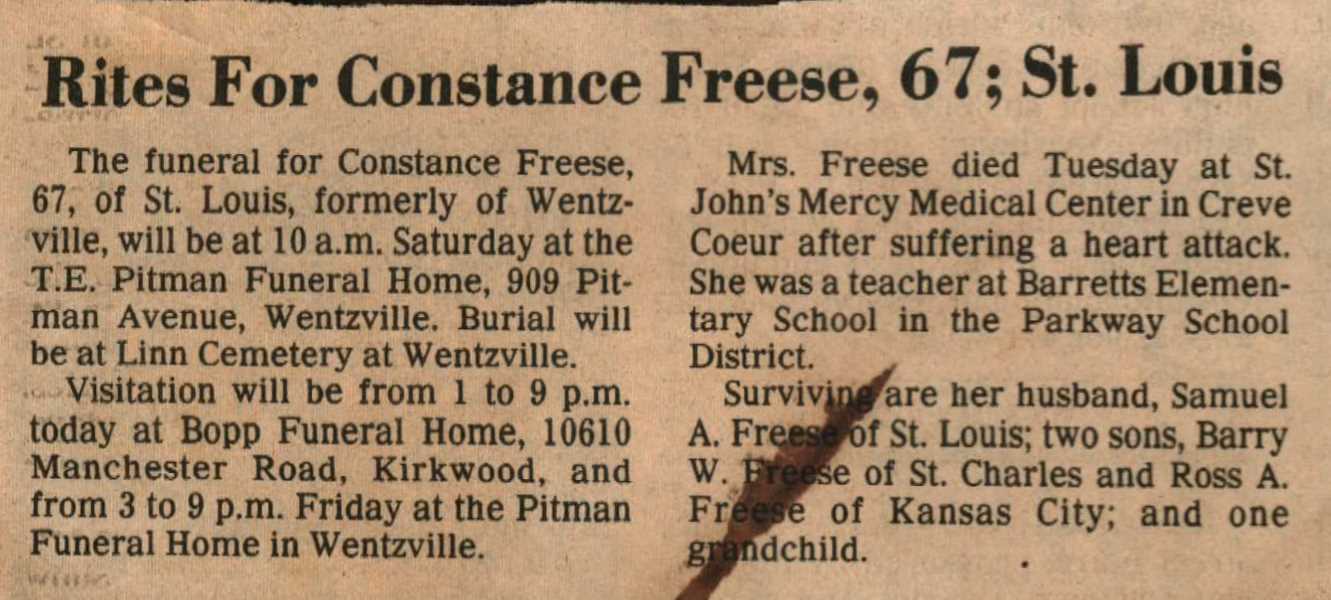 Rites For Constance Freese, 67; St. Louis
The funeral for Constance Freese,
67, of St. Louis, formerly of Wentz-
ville, will be at 10 a.m. Saturday at the
T.E. Pitman Funeral Home, 909 Pit-
man Avenue, Wentzville. Burial will
be at Linn Cemetery at Wentzville.
Visitation will be from 1 to 9 p.m.
today at Bopp Funeral Home, 10610
Manchester Road, Kirkwood, and
from 3 to 9 p.m. Friday at the Pitman
Funeral Home in Wentzville.
Mrs. Freese died Tuesday at St.
John's Mercy Medical Center in Creve
Coeur after suffering a heart attack.
She was a teacher at Barretts Elemen-
tary School in the Parkway School
District.
Surviving are her husband, Samuel
A. Freese of St. Louis; two sons, Barry
W. Freese of St. Charles and Ross A.
Freese of Kansas City; and one
grandchild.